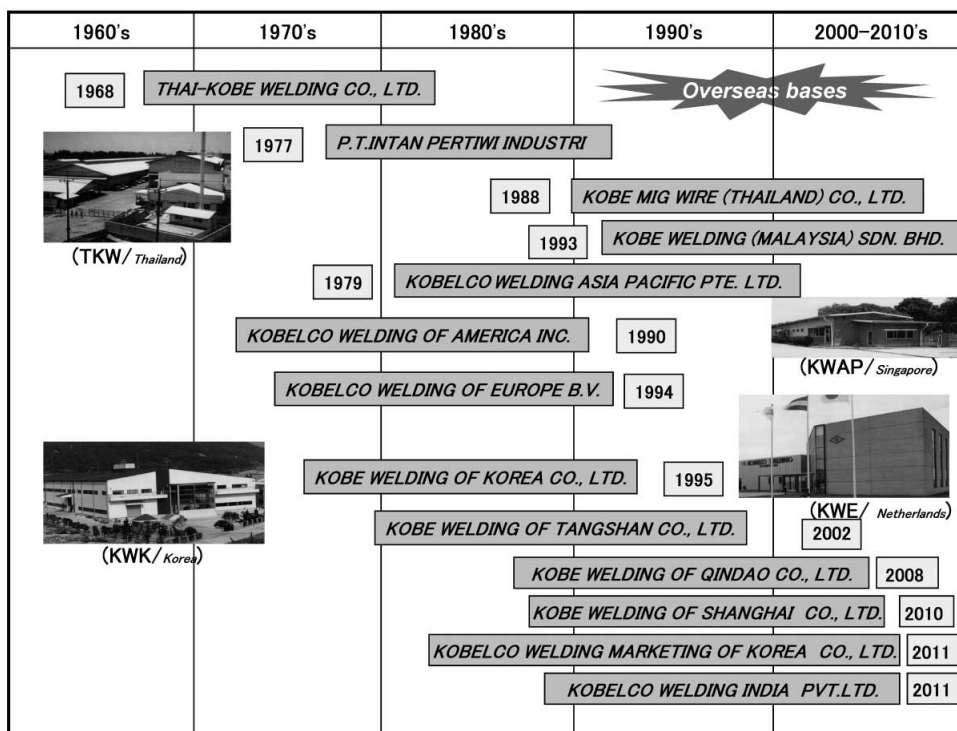 1960's 1970's 1980's 1990's 2000-2010's
Overseas bases
1968 THAI-KOBE WELDING CO., LTD.
1977 P.T.INTAN PERTIWI INDUSTRI
1988 KOBE MIG WIRE (THAILAND) CO., LTD.
1993 KOBE WELDING (MALAYSIA) SDN. BHD.
(TKW/ Thailand)
1979 KOBELCO WELDING ASIA PACIFIC PTE. LTD.
KOBELCO WELDING OF AMERICA INC. 1990
(KWAP/ Singapore)
KOBELCO WELDING OF EUROPE B.V. 1994
KOBE WELDING OF KOREA CO., LTD. 1995
(KWE/ Netherlands)
KOBE WELDING OF TANGSHAN CO., LTD. 2002
(KWK/ Korea)
KOBE WELDING OF QINDAO CO., LTD. 2008
KOBE WELDING OF SHANGHAI CO., LTD. 2010
KOBELCO WELDING MARKETING OF KOREA CO., LTD. 2011
KOBELCO WELDING INDIA PVT.LTD. 2011